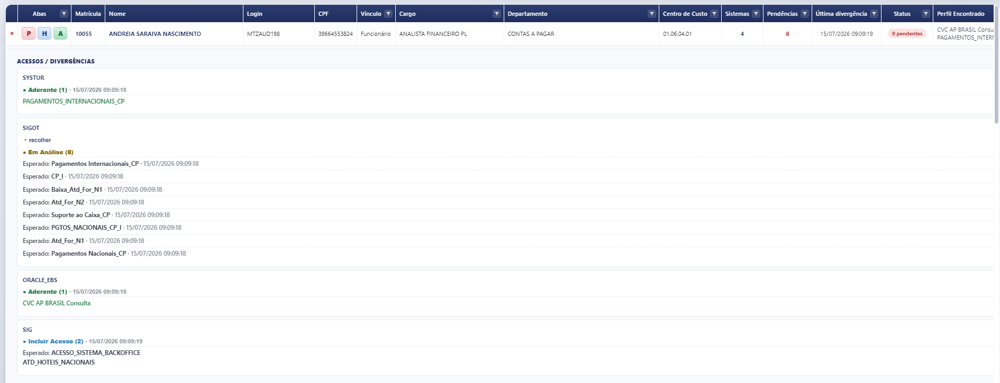 Abas Matrícula Nome Login CPF Vínculo Cargo Departamento Centro de Custo Sistemas Pendências Última divergência Status Perfil Encontrado
× P H A 10055 ANDREIA SARAIVA NASCIMENTO MTZAUD198 39664553824 Funcionário ANALISTA FINANCEIRO PL CONTAS A PAGAR 01.06.04.01 4 8 15/07/2026 09:09:19 8 pendentes CVC AP BRASIL Consu
PAGAMENTOS_INTERN
ACESSOS / DIVERGÊNCIAS
SYSTUR
● Aderente (1) · 15/07/2026 09:09:18
PAGAMENTOS_INTERNACIONAIS_CP
SIGOT
- recolher
● Em Análise (8)
Esperado: Pagamentos Internacionais_CP · 15/07/2026 09:09:18
Esperado: CP_I · 15/07/2026 09:09:18
Esperado: Baixa_Atd_For_N1 · 15/07/2026 09:09:18
Esperado: Atd_For_N2 · 15/07/2026 09:09:18
Esperado: Suporte ao Caixa_CP · 15/07/2026 09:09:18
Esperado: PGTOS_NACIONAIS_CP_I · 15/07/2026 09:09:18
Esperado: Atd_For_N1 · 15/07/2026 09:09:18
Esperado: Pagamentos Nacionais_CP · 15/07/2026 09:09:18
ORACLE_EBS
● Aderente (1) · 15/07/2026 09:09:18
CVC AP BRASIL Consulta
SIG
● Incluir Acesso (2) · 15/07/2026 09:09:19
Esperado: ACESSO_SISTEMA_BACKOFFICE
ATD_HOTEIS_NACIONAIS